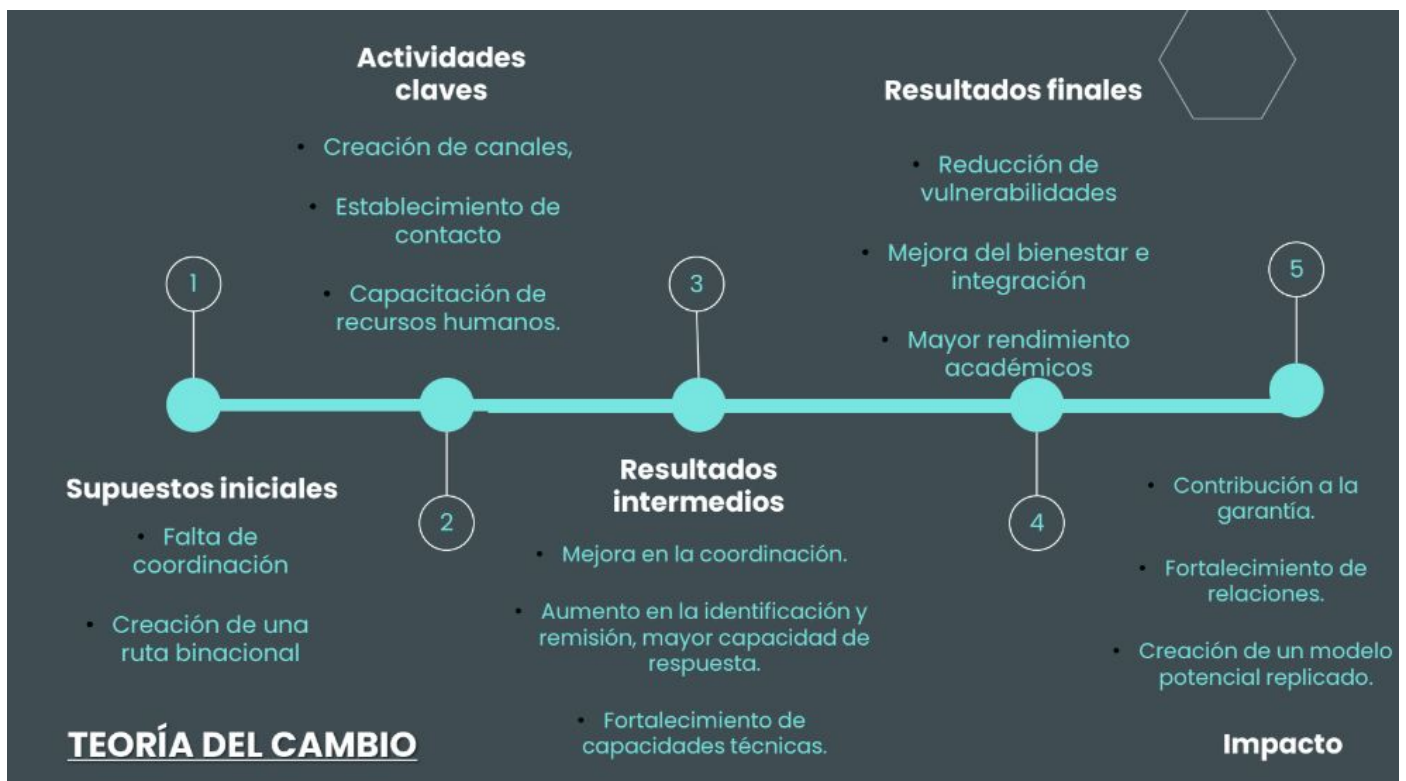 Actividades
claves
• Creación de canales,
• Establecimiento de
contacto
• Capacitación de
recursos humanos.
Resultados finales
• Reducción de
vulnerabilidades
• Mejora del bienestar e
integración
• Mayor rendimiento
académicos
1
3
5
Supuestos iniciales
• Falta de
coordinación
• Creación de una
ruta binacional
2
Resultados
intermedios
• Mejora en la coordinación.
• Aumento en la identificación y
remisión, mayor capacidad de
respuesta.
• Fortalecimiento de
capacidades técnicas.
4
• Contribución a la
garantía.
• Fortalecimiento de
relaciones.
• Creación de un modelo
potencial replicado.
TEORÍA DEL CAMBIO
Impacto